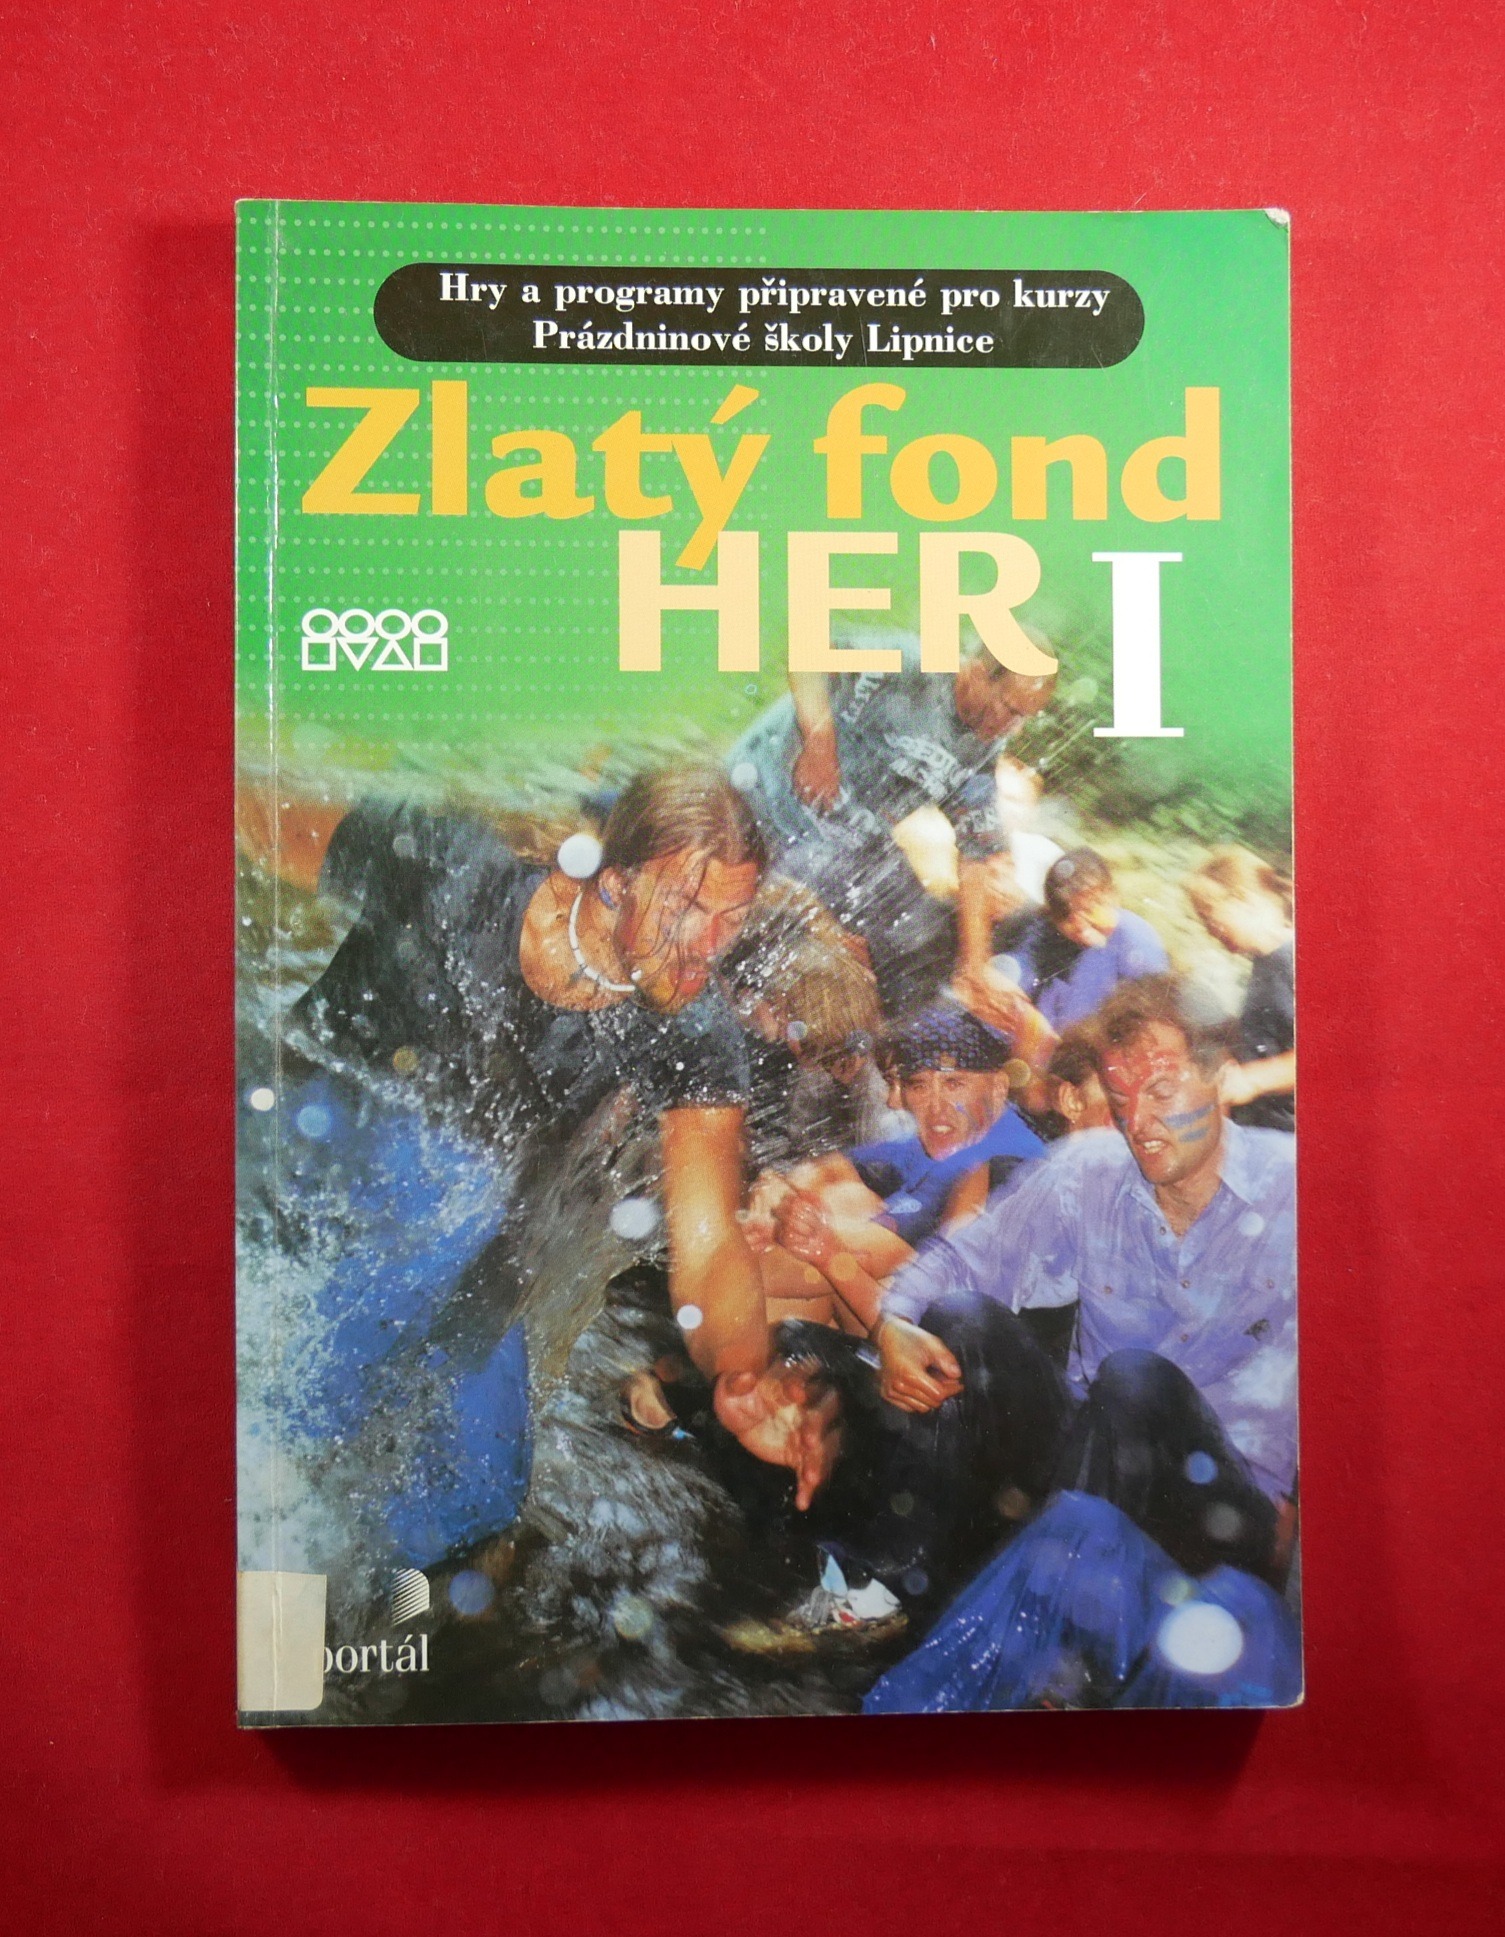 Hry a programy připravené pro kurzy
Prázdninové školy Lipnice
Zlatý fond
HER I
portál